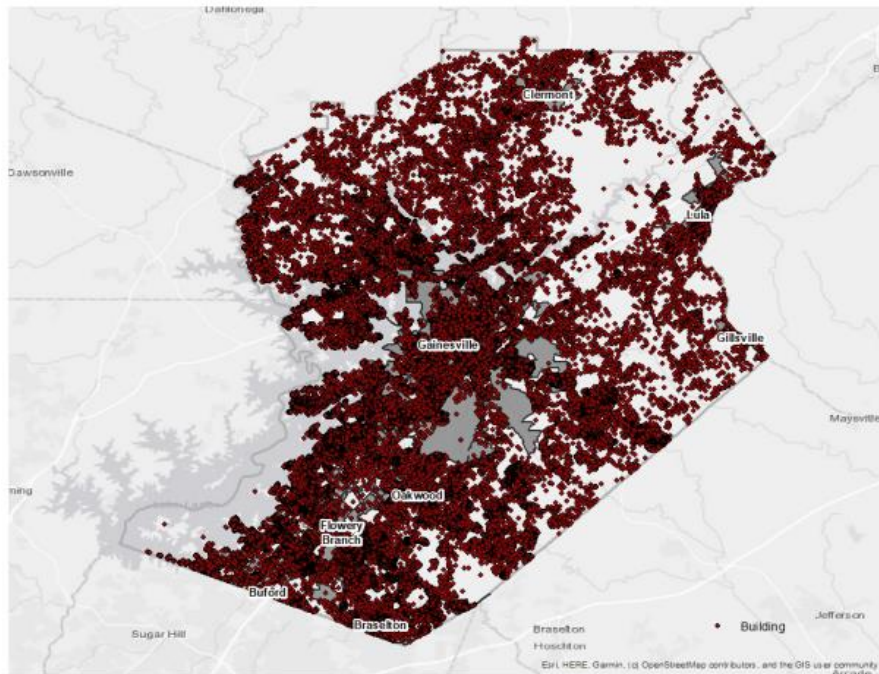 Dahlonega
Clermont
Dawsonville
Lula
Gainesville
Gillsville
Maysville
ming
Oakwood
Flowery
Branch
Buford
Braselton
Sugar Hill
Braselton
Hoschton
Building
Jefferson
Esri, HERE, Garmin, (c) OpenStreetMap contributors, and the GIS user community